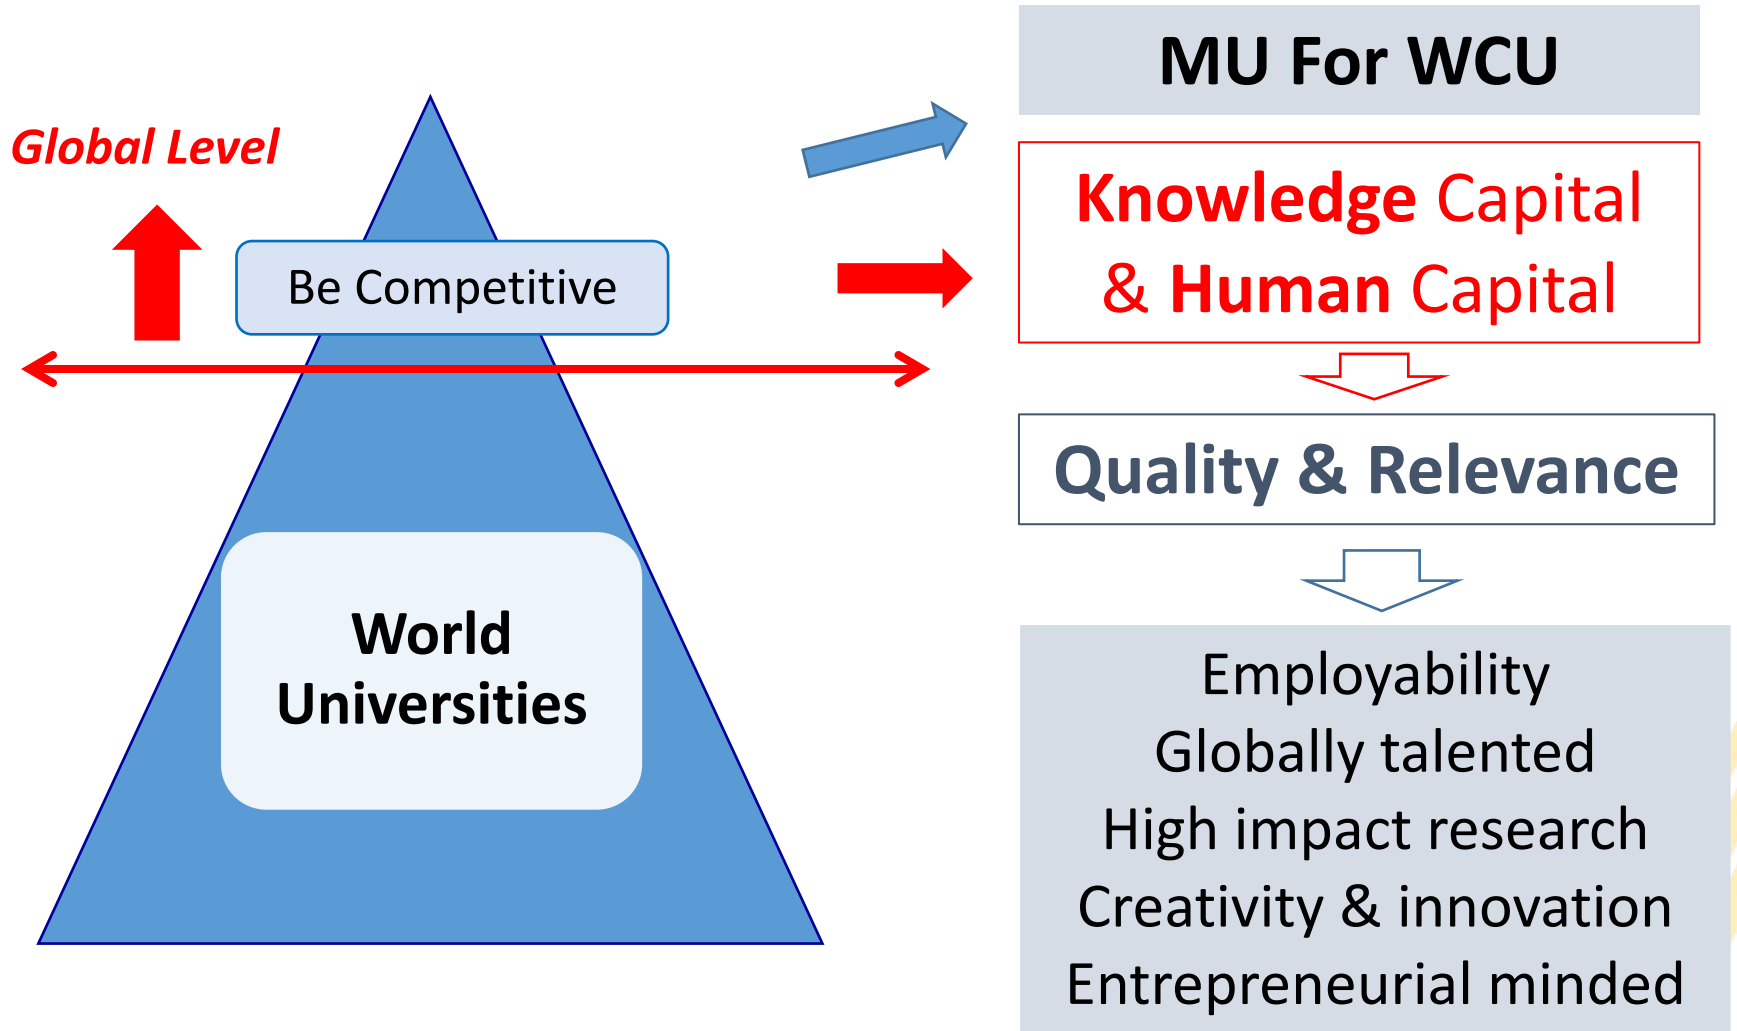 Global Level
Be Competitive
World
Universities
MU For WCU
Knowledge Capital
& Human Capital
Quality & Relevance
Employability
Globally talented
High impact research
Creativity & innovation
Entrepreneurial minded